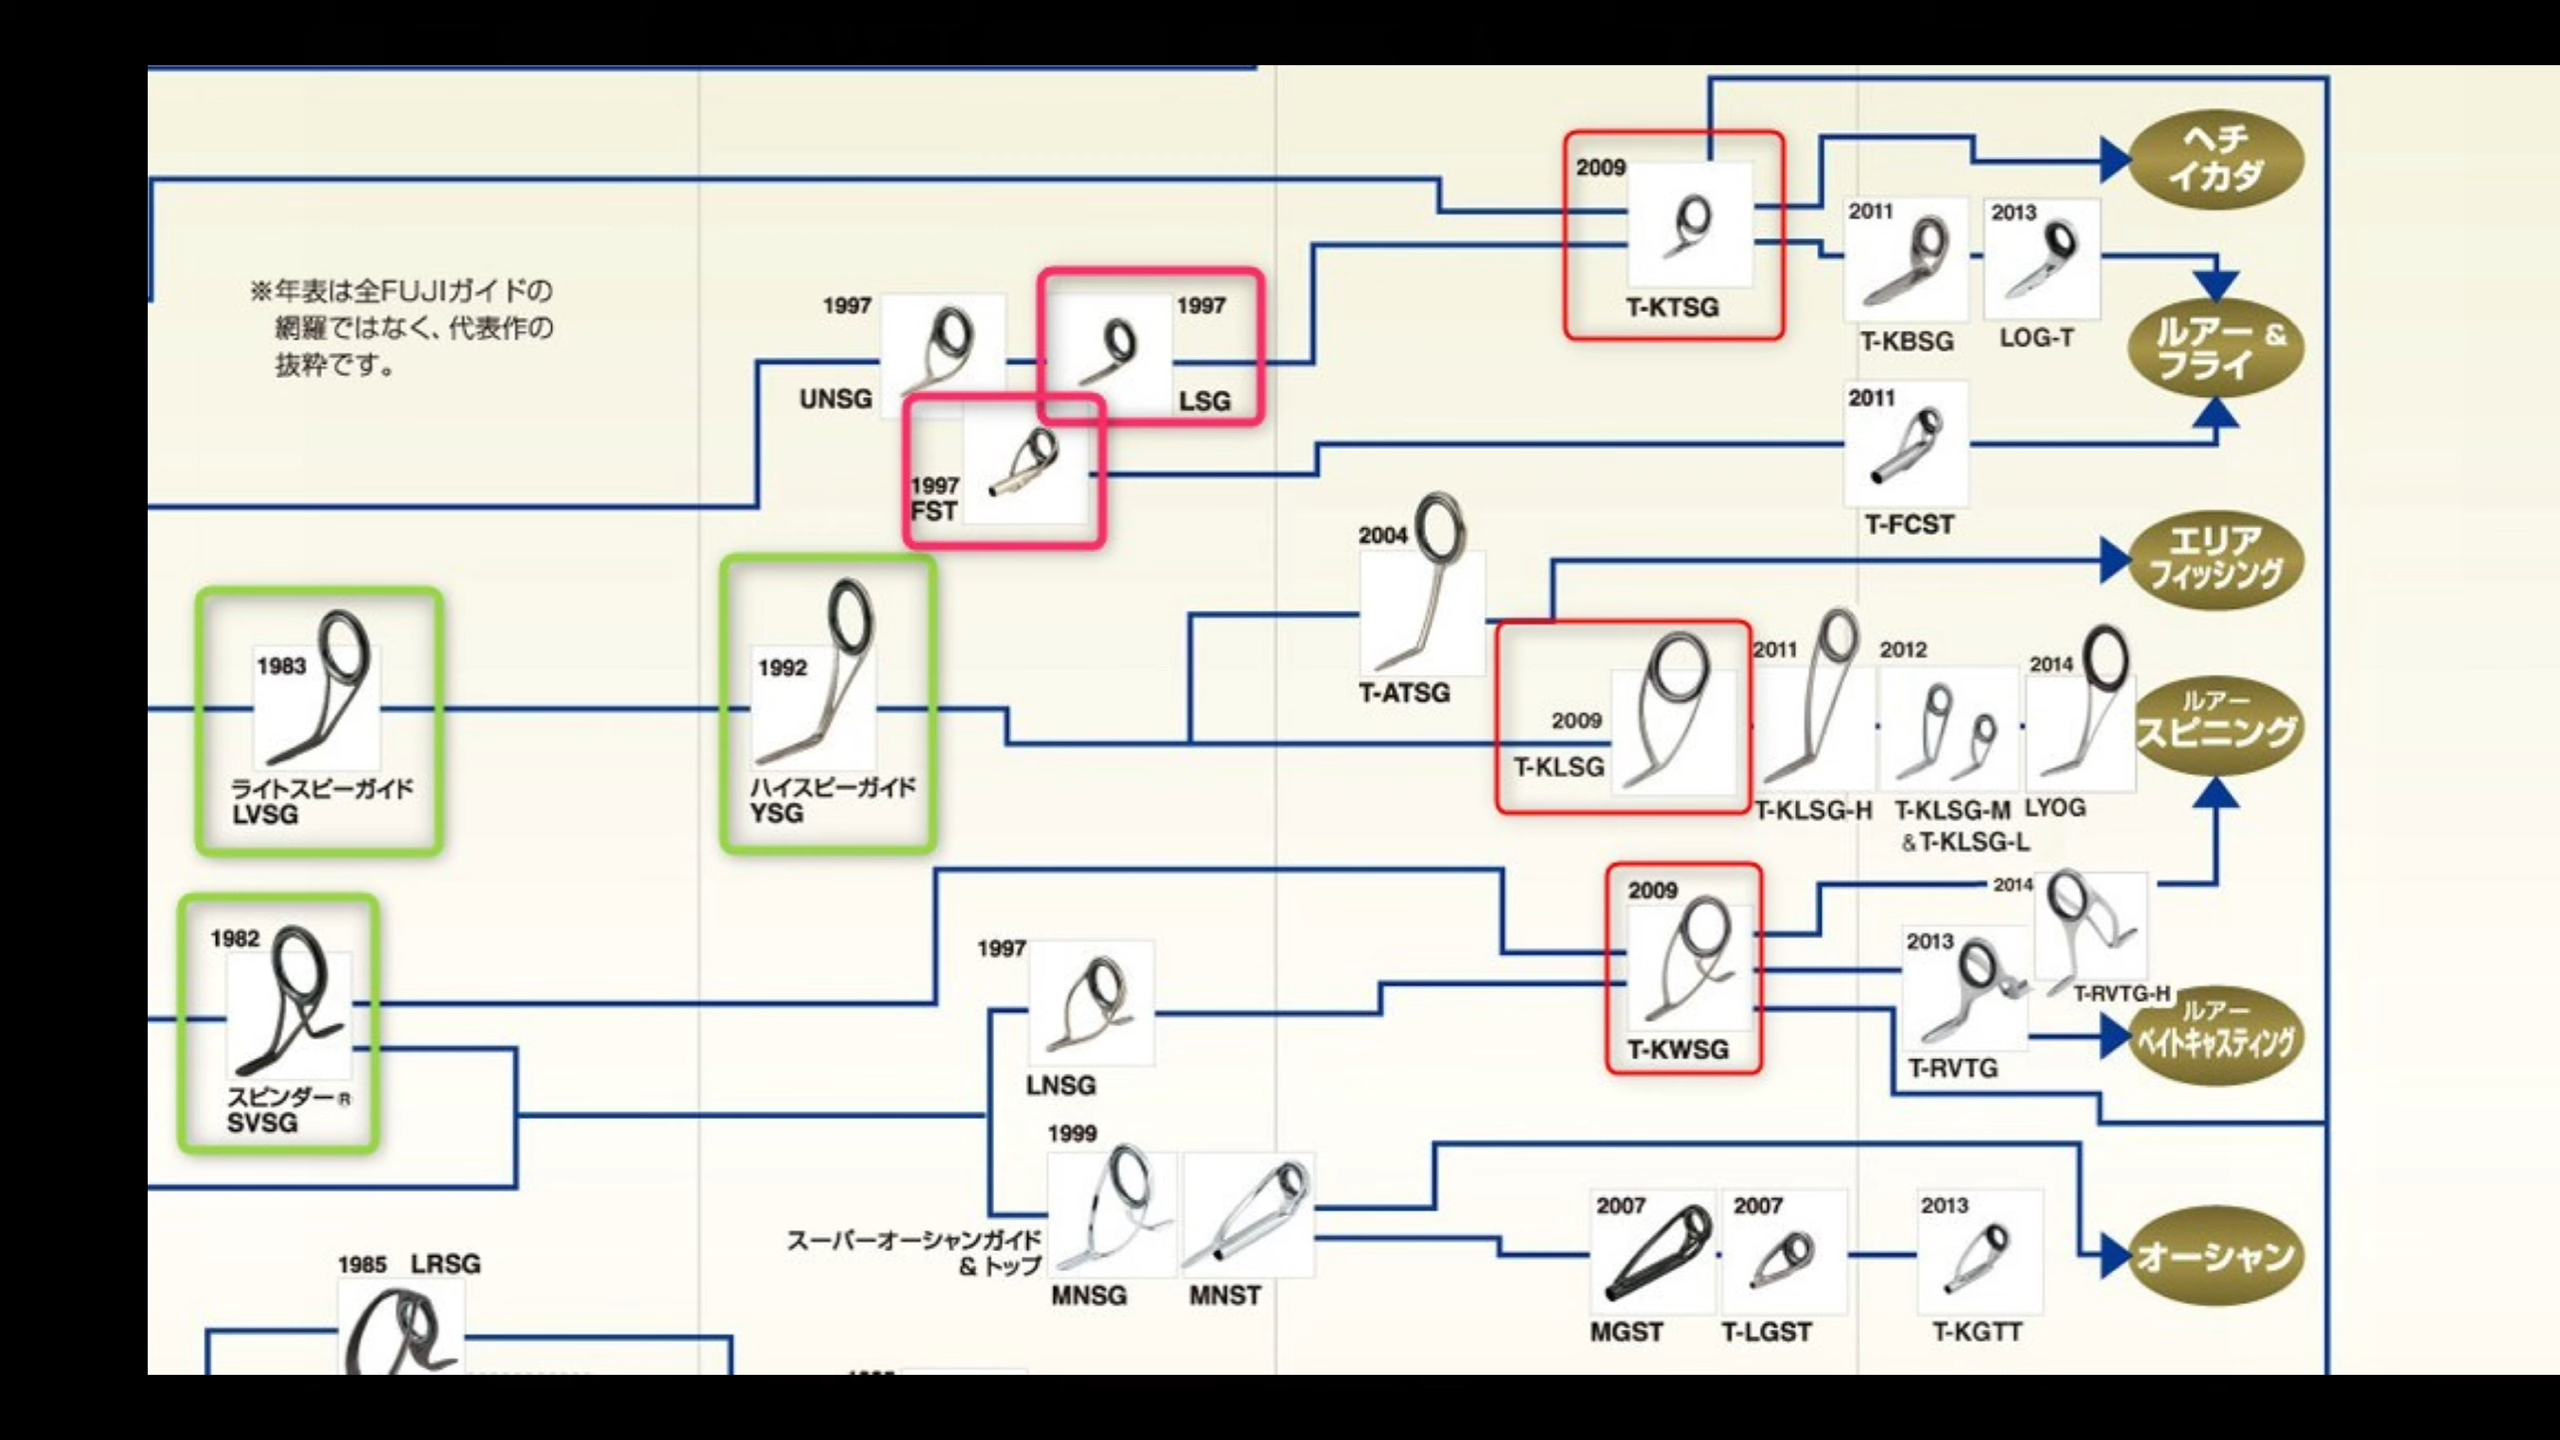 ヘチ
イカダ
2009
T-KTSG
2011
T-KBSG
2013
LOG-T
ルアー &
フライ
※年表は全FUJIガイドの
網羅ではなく、代表作の
抜粋です。
1997
UNSG
1997
LSG
1997
FST
2011
T-FCST
2004
T-ATSG
エリア
フィッシング
1983
ライトスピーガイド
LVSG
1992
ハイスピーガイド
YSG
2009
T-KLSG
2011
T-KLSG-H
2012
T-KLSG-M
&T-KLSG-L
2014
LYOG
ルアー
スピニング
1982
スピンダー®
SVSG
1997
LNSG
2009
T-KWSG
2013
T-RVTG
2014
T-RVTG-H
ルアー
ベイトキャスティング
1999
スーパーオーシャンガイド
& トップ
MNSG
MNST
2007
MGST
2007
T-LGST
2013
T-KGTT
オーシャン
1985 LRSG